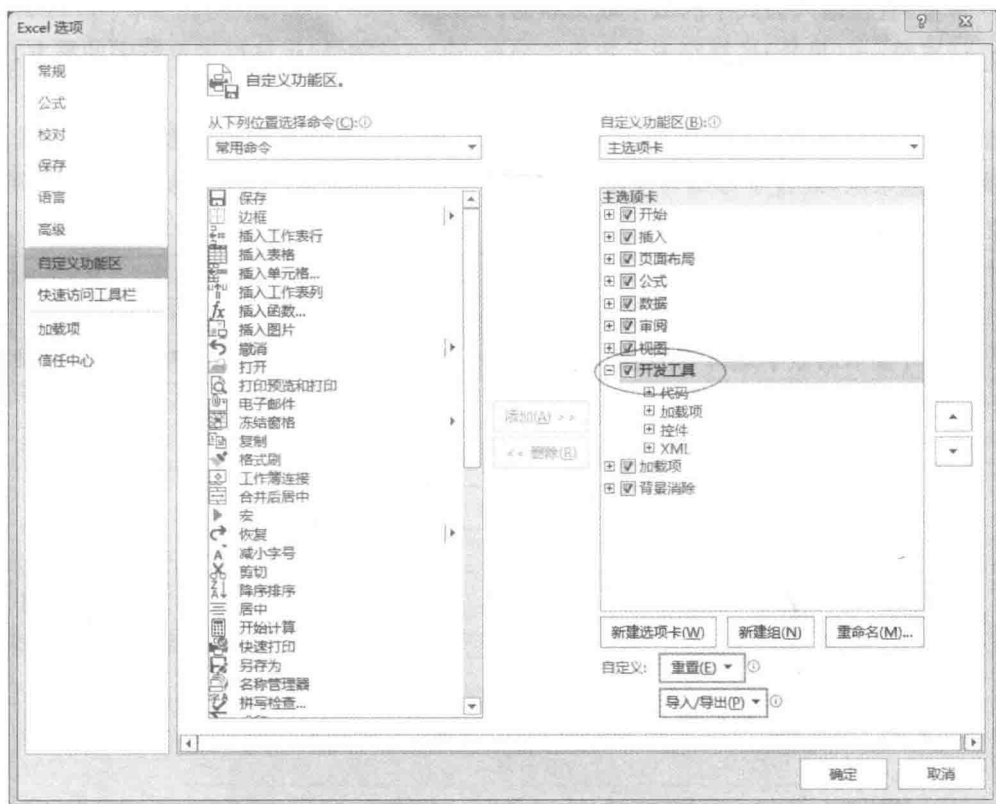 Excel 选项
常规
公式
校对
保存
语言
高级
自定义功能区
快速访问工具栏
加载项
信任中心
自定义功能区。
从下列位置选择命令(C):
常用命令
保存
边框
插入工作表行
插入表格
插入单元格...
插入工作表列
插入函数...
插入图片
撤消
打开
打印预览和打印
电子邮件
冻结窗格
复制
格式刷
工作簿连接
合并后居中
宏
恢复
减小字号
剪切
降序排序
居中
开始计算
快速打印
另存为
名称管理器
拼写检查...
添加(A) >>
<< 删除(R)
自定义功能区(B):
主选项卡
主选项卡
开始
插入
页面布局
公式
数据
审阅
视图
开发工具
代码
加载项
控件
XML
加载项
背景消除
新建选项卡(W) 新建组(N) 重命名(M)...
自定义: 重置(E)
导入/导出(P)
确定 取消